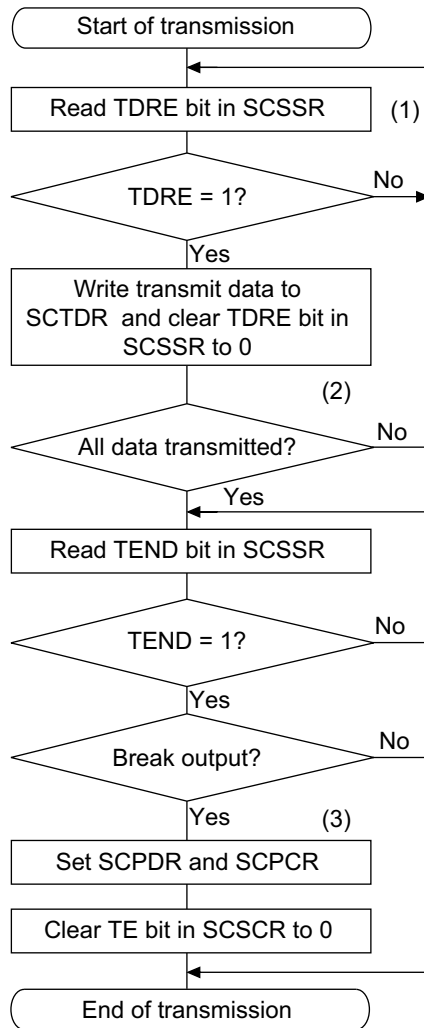 Start of transmission
Read TDRE bit in SCSSR
(1)
TDRE = 1?
No
Yes
Write transmit data to
SCTDR and clear TDRE bit in
SCSSR to 0
(2)
All data transmitted?
No
Yes
Read TEND bit in SCSSR
TEND = 1?
No
Yes
Break output?
No
Yes
(3)
Set SCPDR and SCPCR
Clear TE bit in SCSCR to 0
End of transmission